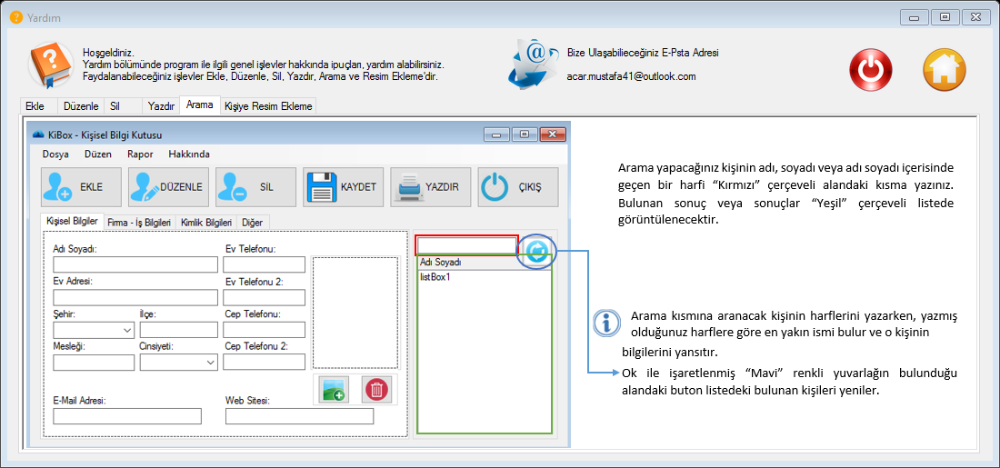 Yardım
Hoşgeldiniz.
Yardım bölümünde program ile ilgili genel işlevler hakkında ipuçları, yardım alabilirsiniz.
Faydalanabileceğiniz işlevler Ekle, Düzenle, Sil, Yazdır, Arama ve Resim Ekleme'dir.
Bize Ulaşabilieceğiniz E-Psta Adresi
acar.mustafa41@outlook.com
Ekle Düzenle Sil Yazdır Arama Kişiye Resim Ekleme
KiBox - Kişisel Bilgi Kutusu
Dosya Düzen Rapor Hakkında
EKLE DÜZENLE SİL KAYDET YAZDIR ÇIKIŞ
Kişisel Bilgiler Firma - İş Bilgileri Kimlik Bilgileri Diğer
Adı Soyadı: Ev Telefonu:
Ev Adresi: Ev Telefonu 2:
Şehir: İlçe: Cep Telefonu:
Mesleği: Cinsiyeti: Cep Telefonu 2:
E-Mail Adresi: Web Sitesi:
Adı Soyadı
listBox1
Arama yapacağınız kişinin adı, soyadı veya adı soyadı içerisinde
geçen bir harfi “Kırmızı” çerçeveli alandaki kısma yazınız.
Bulunan sonuç veya sonuçlar “Yeşil” çerçeveli listede
görüntülenecektir.
Arama kısmına aranacak kişinin harflerini yazarken, yazmış
olduğunuz harflere göre en yakın ismi bulur ve o kişinin
bilgilerini yansıtır.
Ok ile işaretlenmiş “Mavi” renkli yuvarlağın bulunduğu
alandaki buton listedeki bulunan kişileri yeniler.